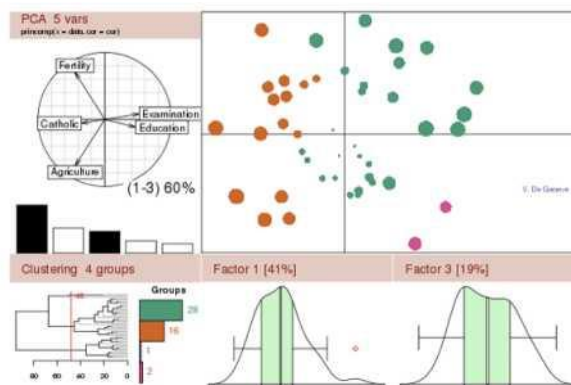 PCA 5 vars
princomp(x = data, cor = cor)
Fertility
Catholic
Examination
Education
Agriculture
(1-3) 60%
V. De Geneve
Clustering 4 groups
Factor 1 [41%]
Factor 3 [19%]
Groups
28
16
1
2
80 60 40 20 0